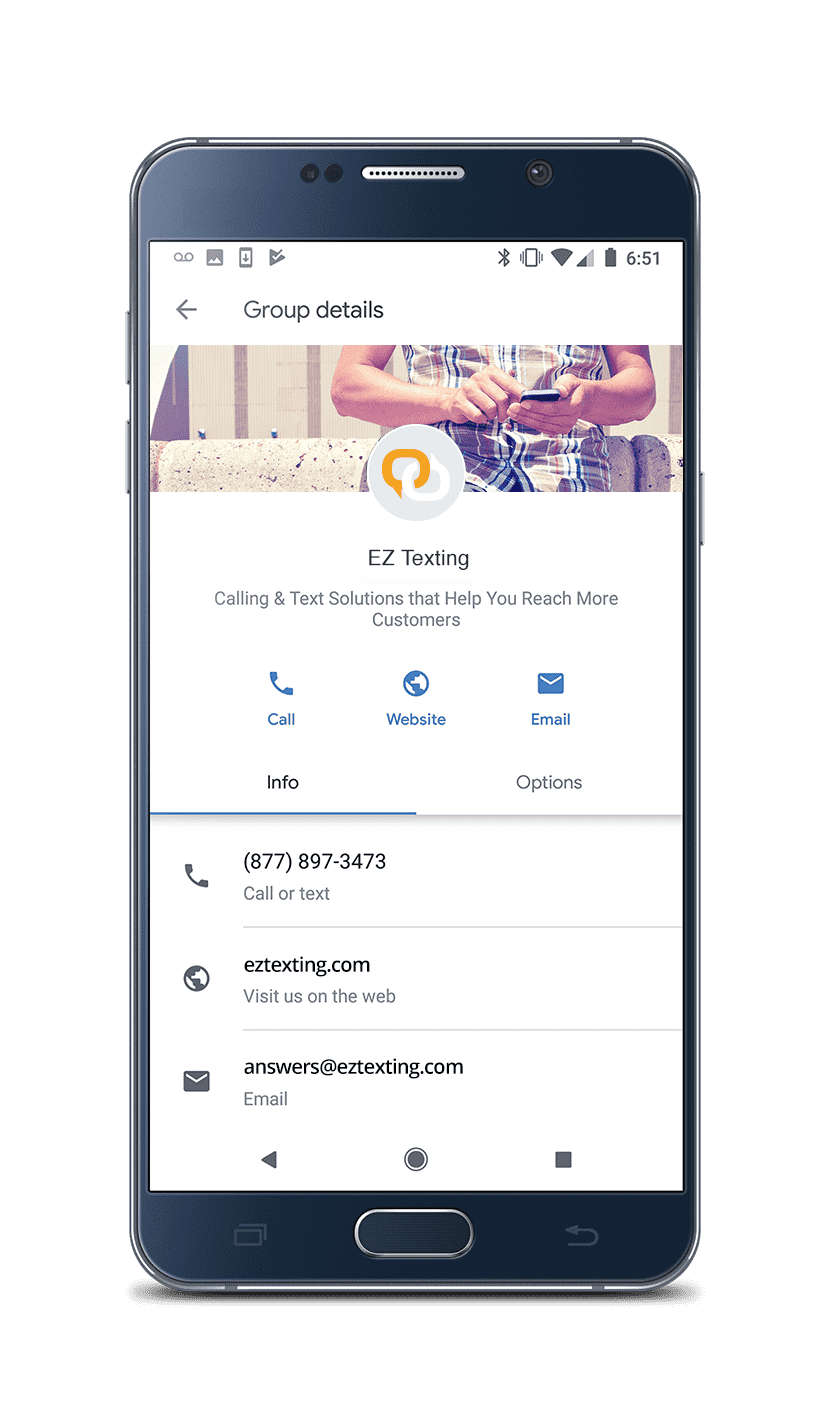 6:51
Group details
EZ Texting
Calling & Text Solutions that Help You Reach More
Customers
Call
Website
Email
Info
Options
(877) 897-3473
Call or text
eztexting.com
Visit us on the web
answers@eztexting.com
Email